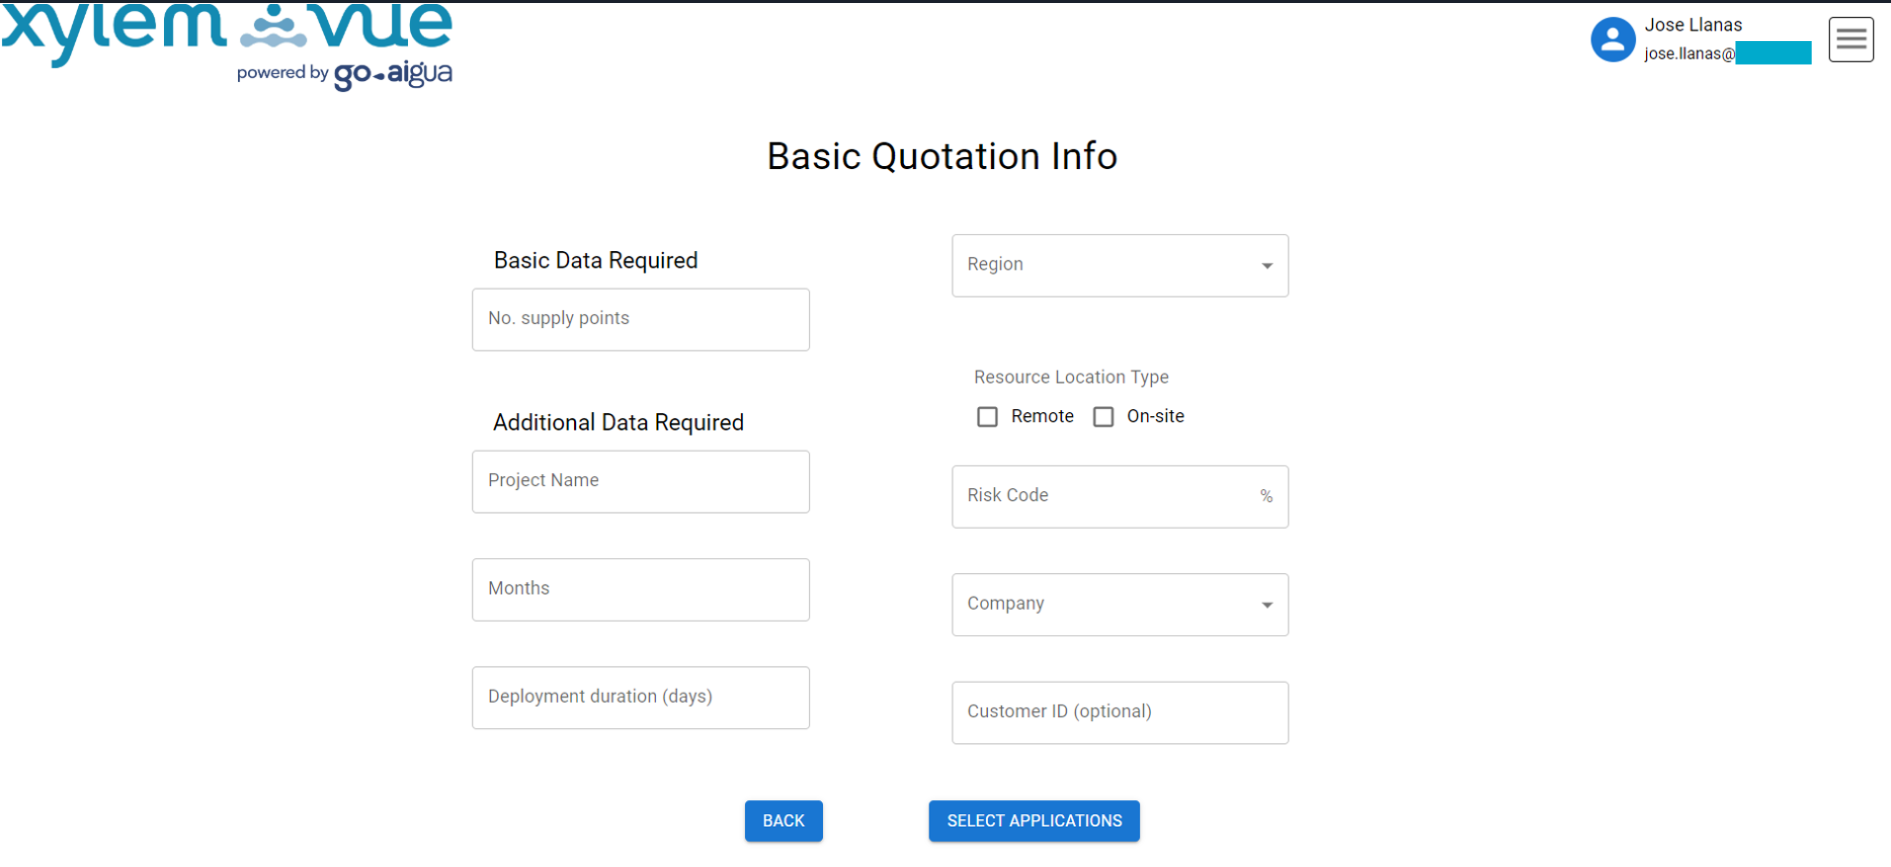 xylem vue
powered by go-aigua
Jose Llanas
jose.llanas@
Basic Quotation Info
Basic Data Required
No. supply points
Additional Data Required
Project Name
Months
Deployment duration (days)
Region
Resource Location Type
Remote On-site
Risk Code %
Company
Customer ID (optional)
BACK SELECT APPLICATIONS